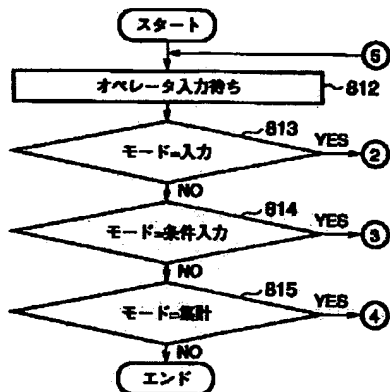 スタート
⑤
オペレータ入力待ち
812
813
モード=入力
YES
②
NO
814
モード=条件入力
YES
③
NO
815
モード=集計
YES
④
NO
エンド